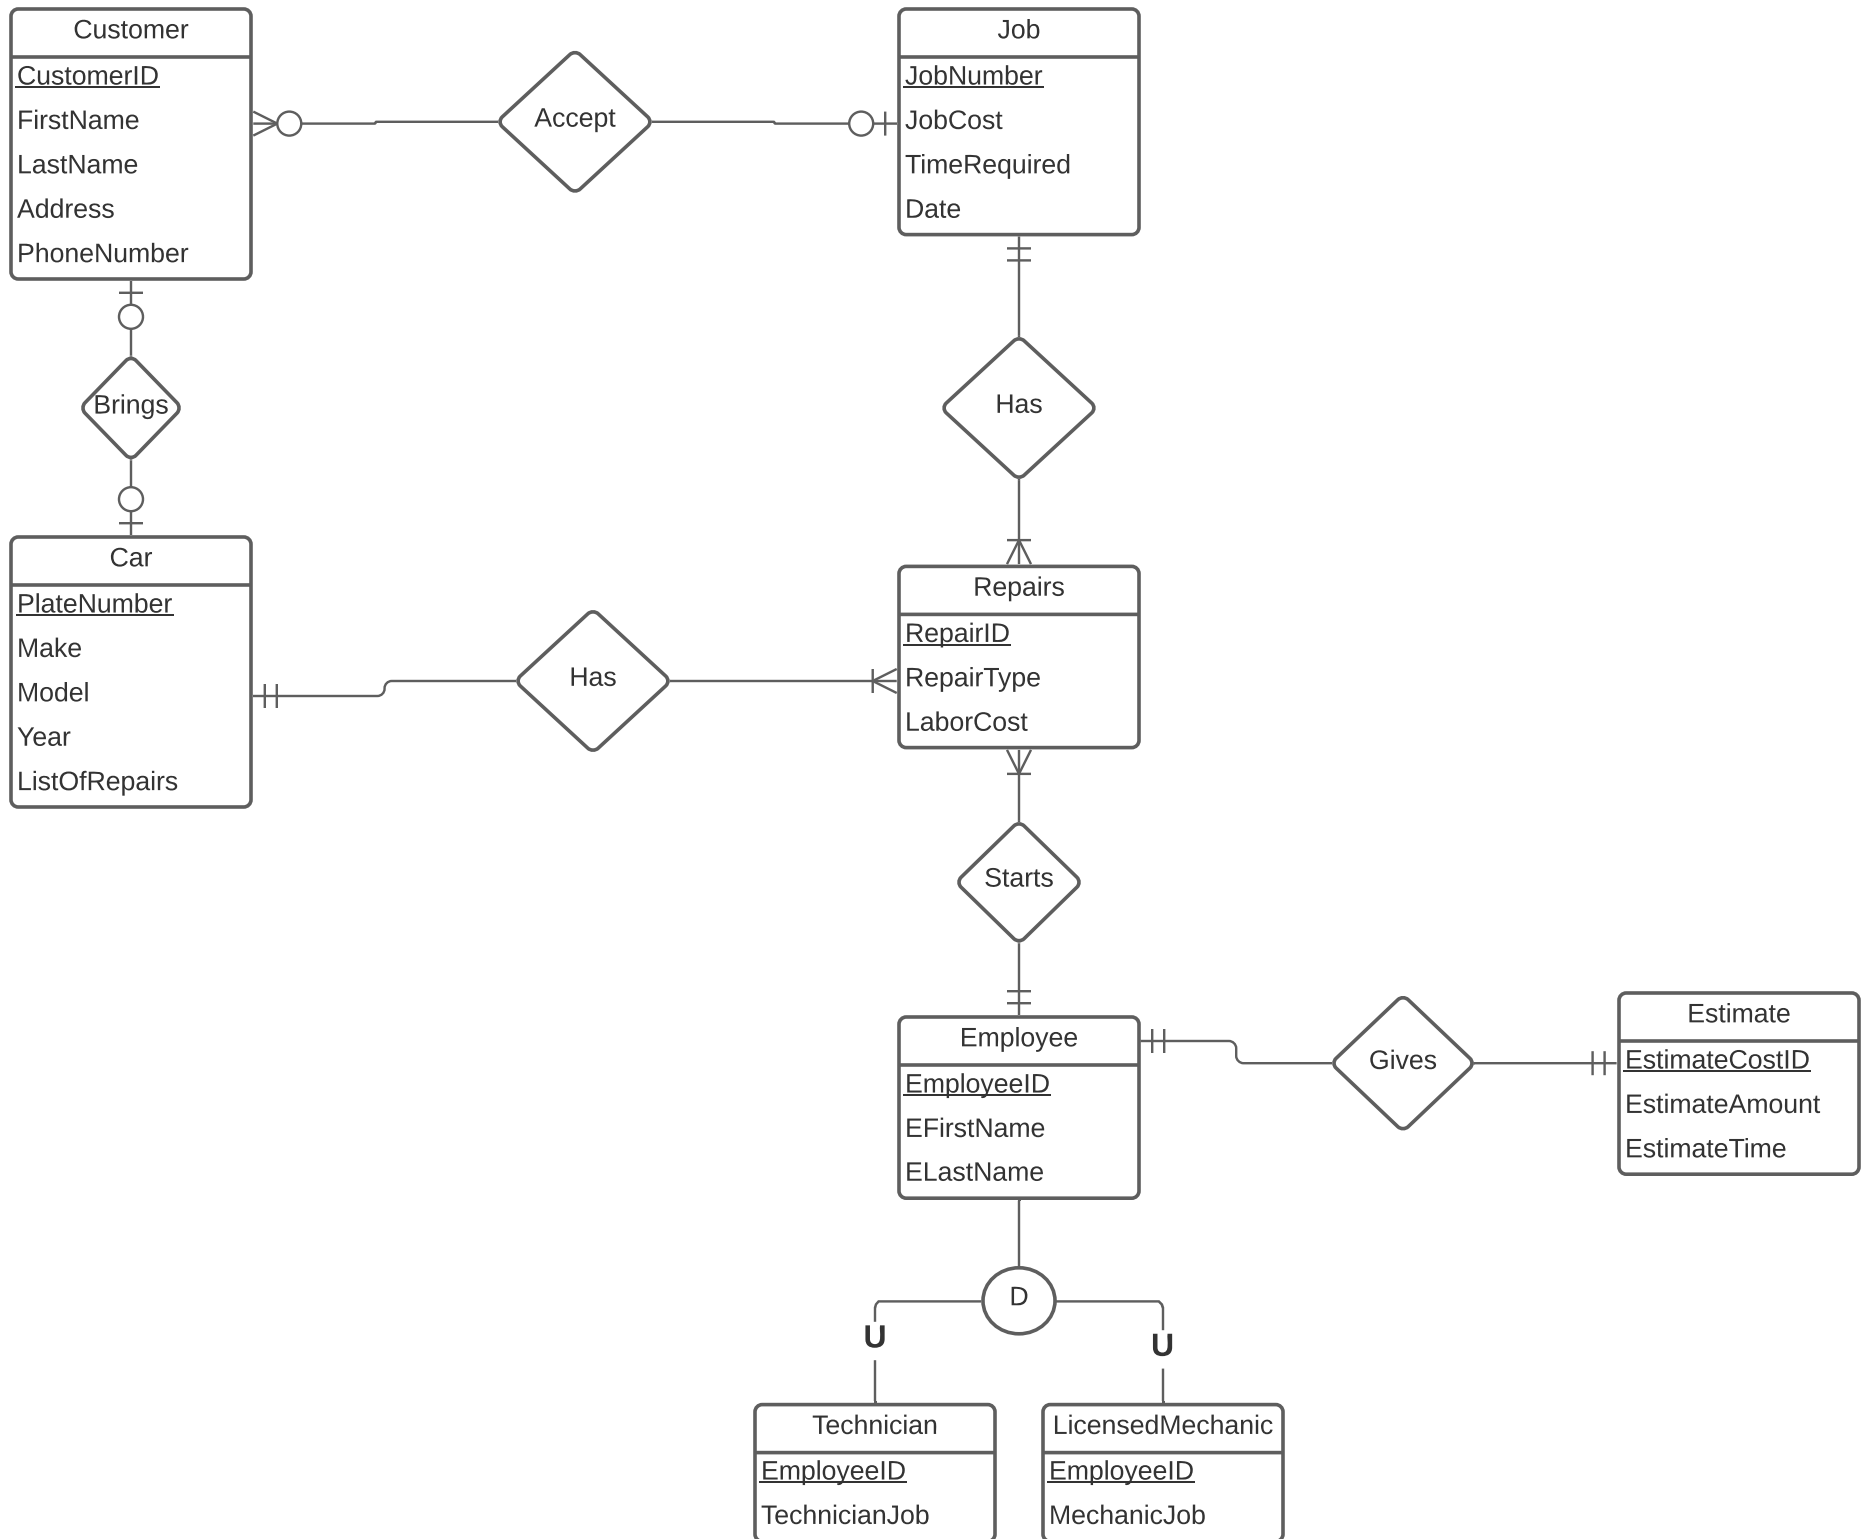 Customer
CustomerID
FirstName
LastName
Address
PhoneNumber
Accept
Job
JobNumber
JobCost
TimeRequired
Date
Brings
Has
Car
PlateNumber
Make
Model
Year
ListOfRepairs
Has
Repairs
RepairID
RepairType
LaborCost
Starts
Employee
EmployeeID
EFirstName
ELastName
Gives
Estimate
EstimateCostID
EstimateAmount
EstimateTime
D
U
U
Technician
EmployeeID
TechnicianJob
LicensedMechanic
EmployeeID
MechanicJob